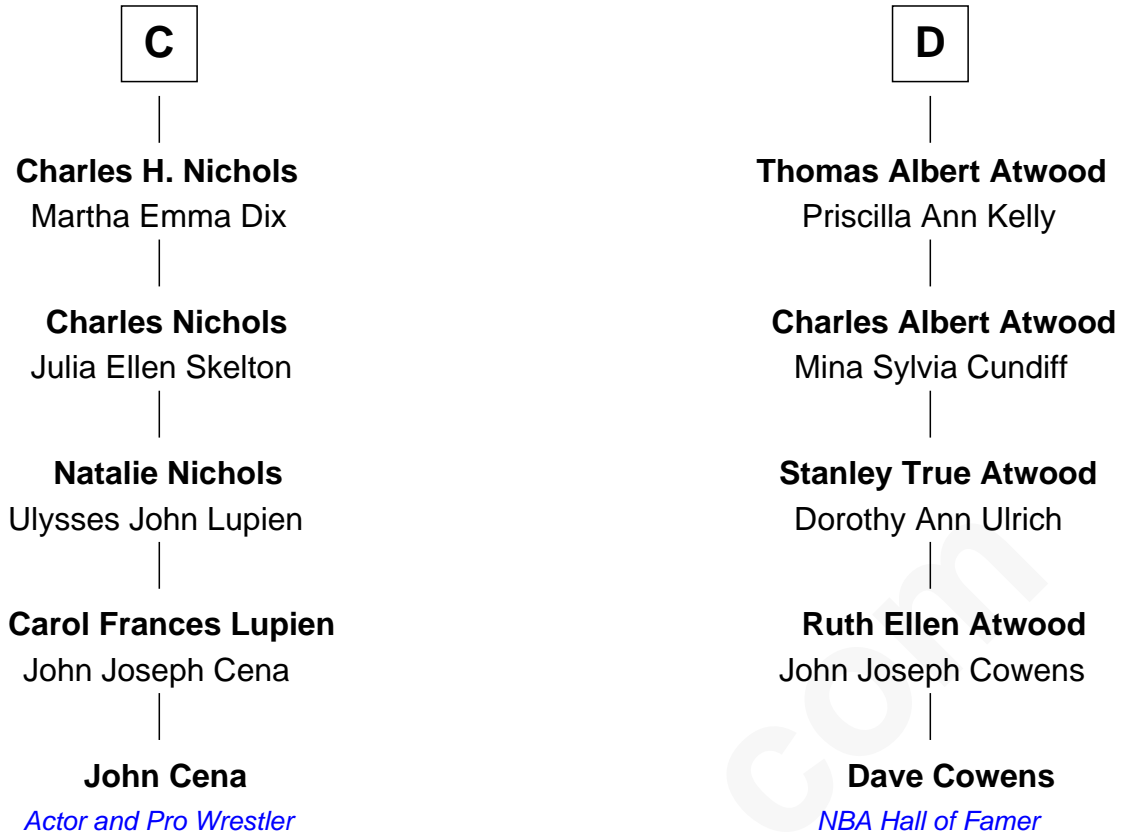 C
Charles H. Nichols
Martha Emma Dix
Charles Nichols
Julia Ellen Skelton
Natalie Nichols
Ulysses John Lupien
Carol Frances Lupien
John Joseph Cena
John Cena
Actor and Pro Wrestler
D
Thomas Albert Atwood
Priscilla Ann Kelly
Charles Albert Atwood
Mina Sylvia Cundiff
Stanley True Atwood
Dorothy Ann Ulrich
Ruth Ellen Atwood
John Joseph Cowens
Dave Cowens
NBA Hall of Famer
com